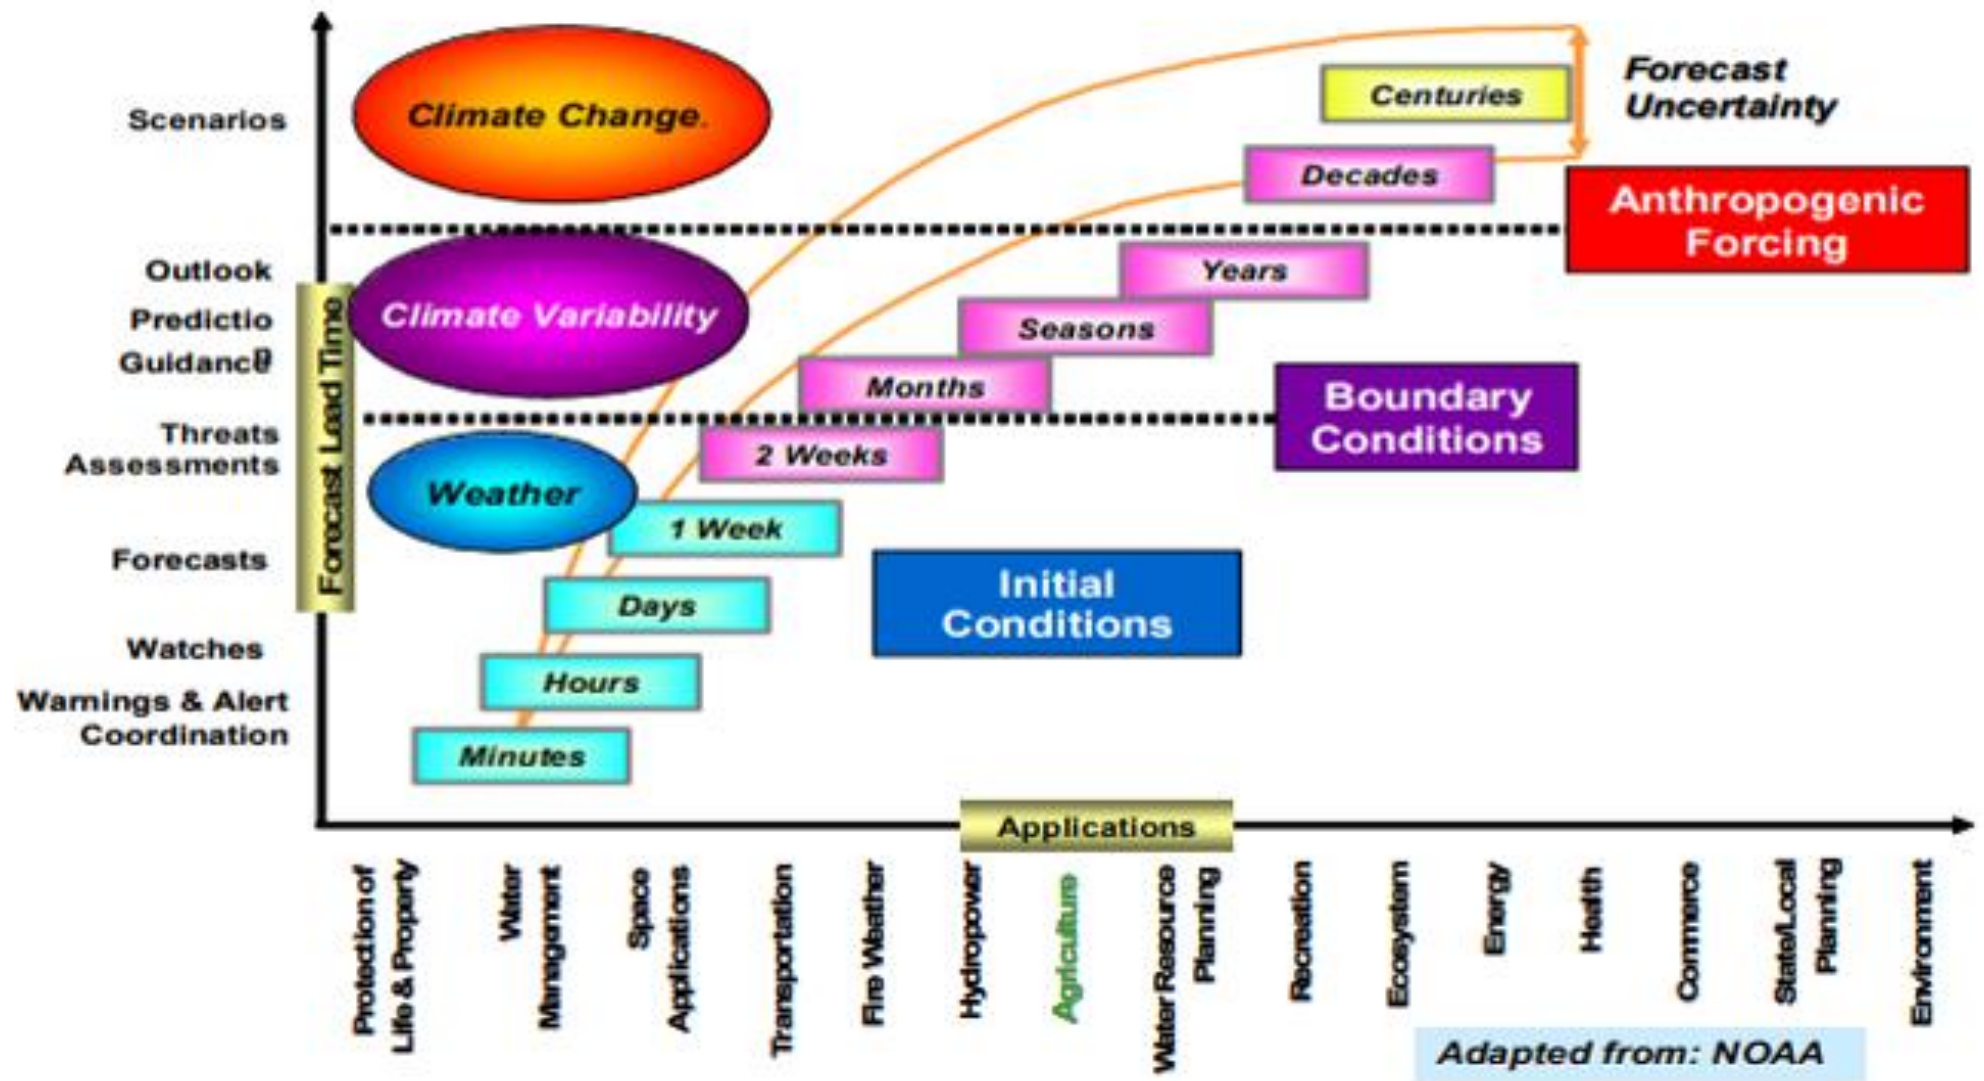 Scenarios
Outlook
Predictio
n
Guidance
Threats
Assessments
Forecasts
Watches
Warnings & Alert
Coordination
Forecast Lead Time
Climate Change.
Climate Variability
Weather
Centuries
Decades
Years
Seasons
Months
2 Weeks
1 Week
Days
Hours
Minutes
Forecast
Uncertainty
Anthropogenic
Forcing
Boundary
Conditions
Initial
Conditions
Applications
Protection of
Life & Property
Water
Management
Space
Applications
Transportation
Fire Weather
Hydropower
Agriculture
Water Resource
Planning
Recreation
Ecosystem
Energy
Health
Commerce
State/Local
Planning
Environment
Adapted from: NOAA